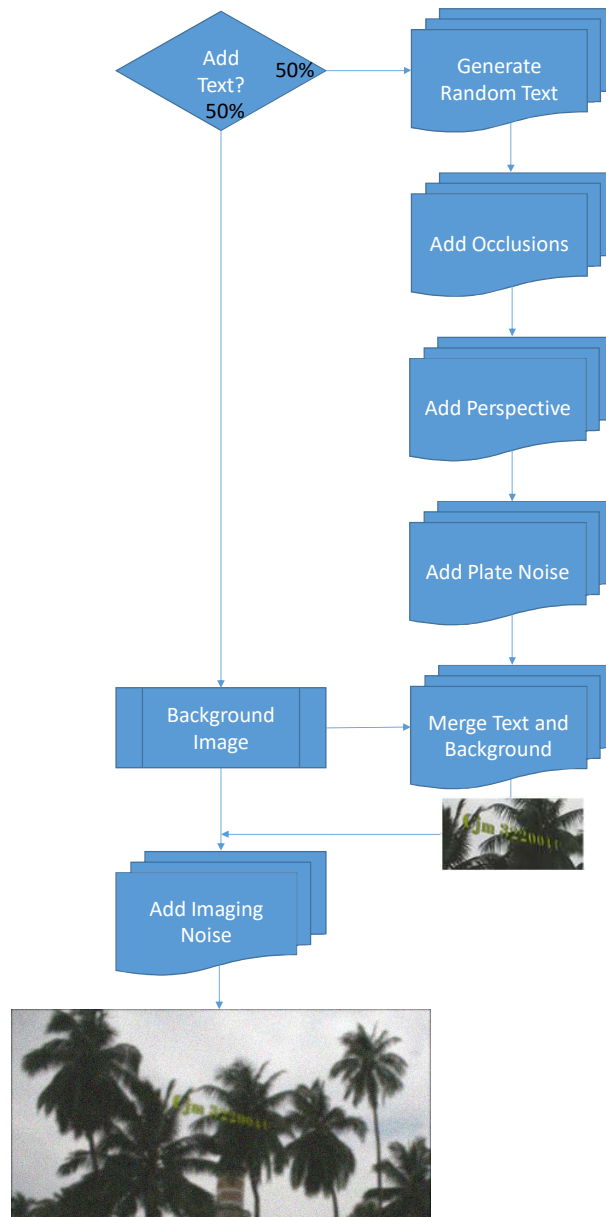 Add
Text?
50%
50%
Generate
Random Text
Add Occlusions
Add Perspective
Add Plate Noise
Background
Image
Merge Text and
Background
Add Imaging
Noise